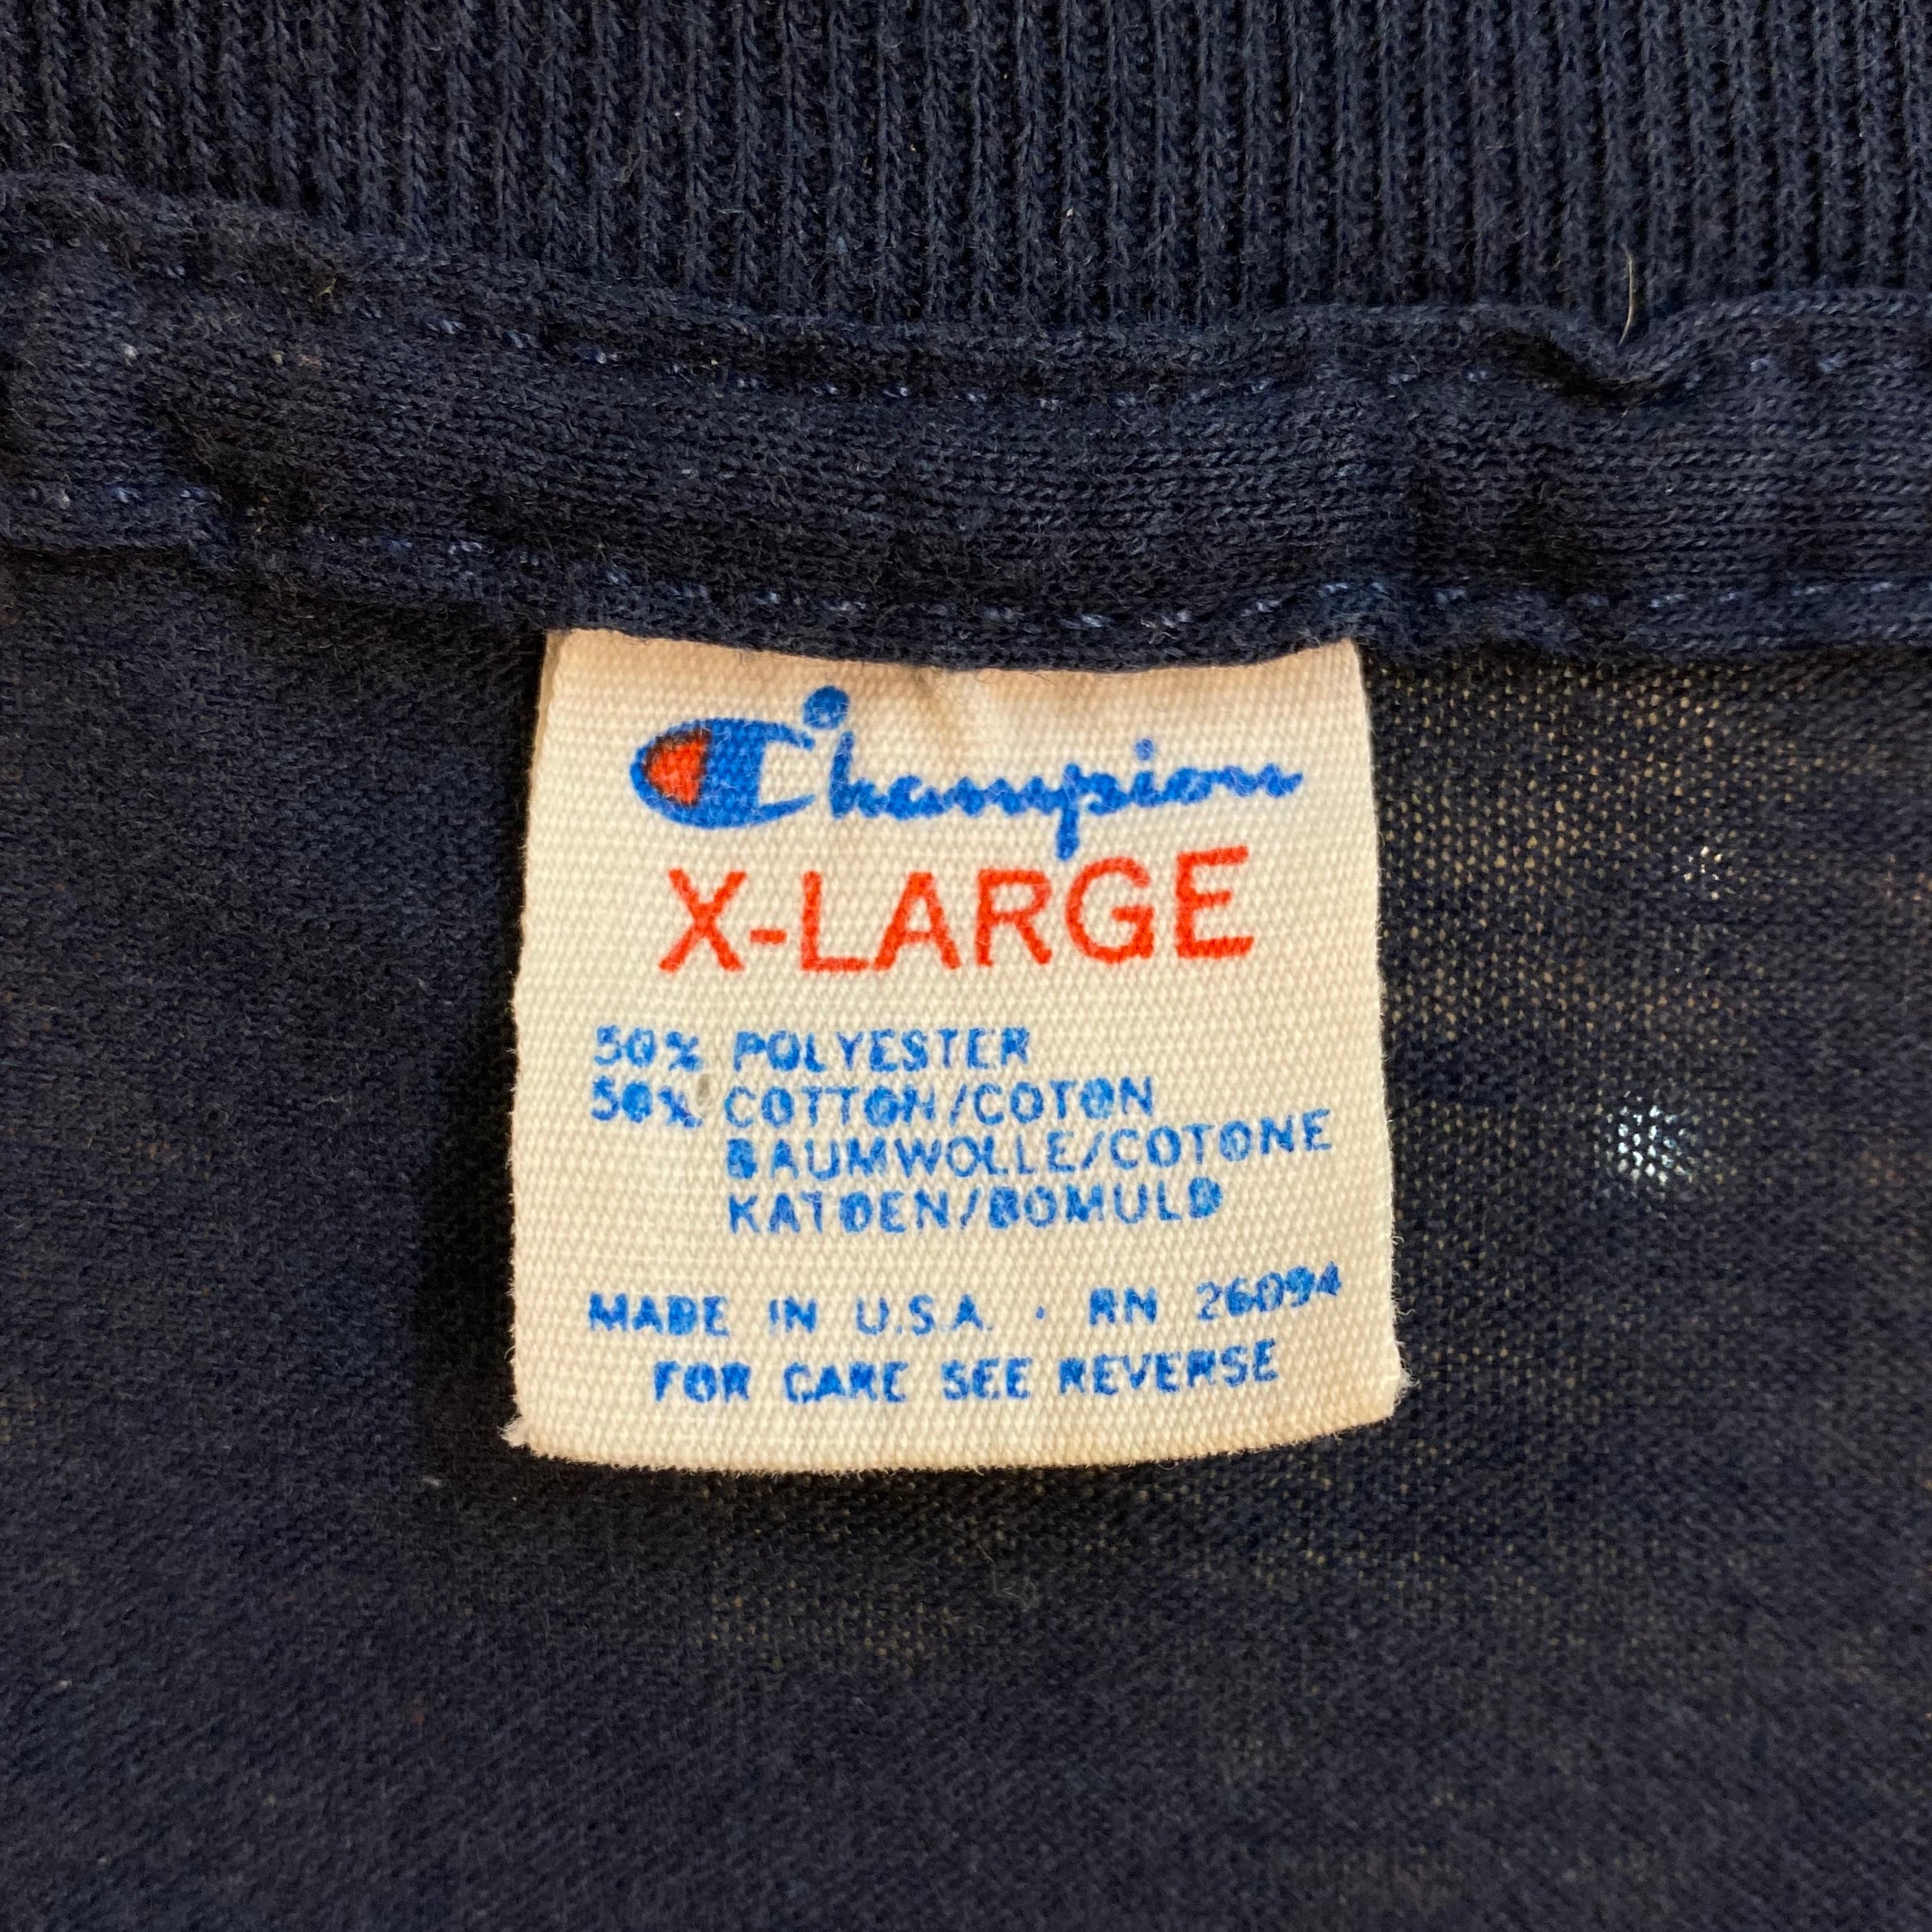 Champion
X-LARGE
50% POLYESTER
50% COTTON/COTON
BAUMWOLLE/COTONE
KATOEN/BOMULD
MADE IN U.S.A. · RN 26094
FOR CARE SEE REVERSE